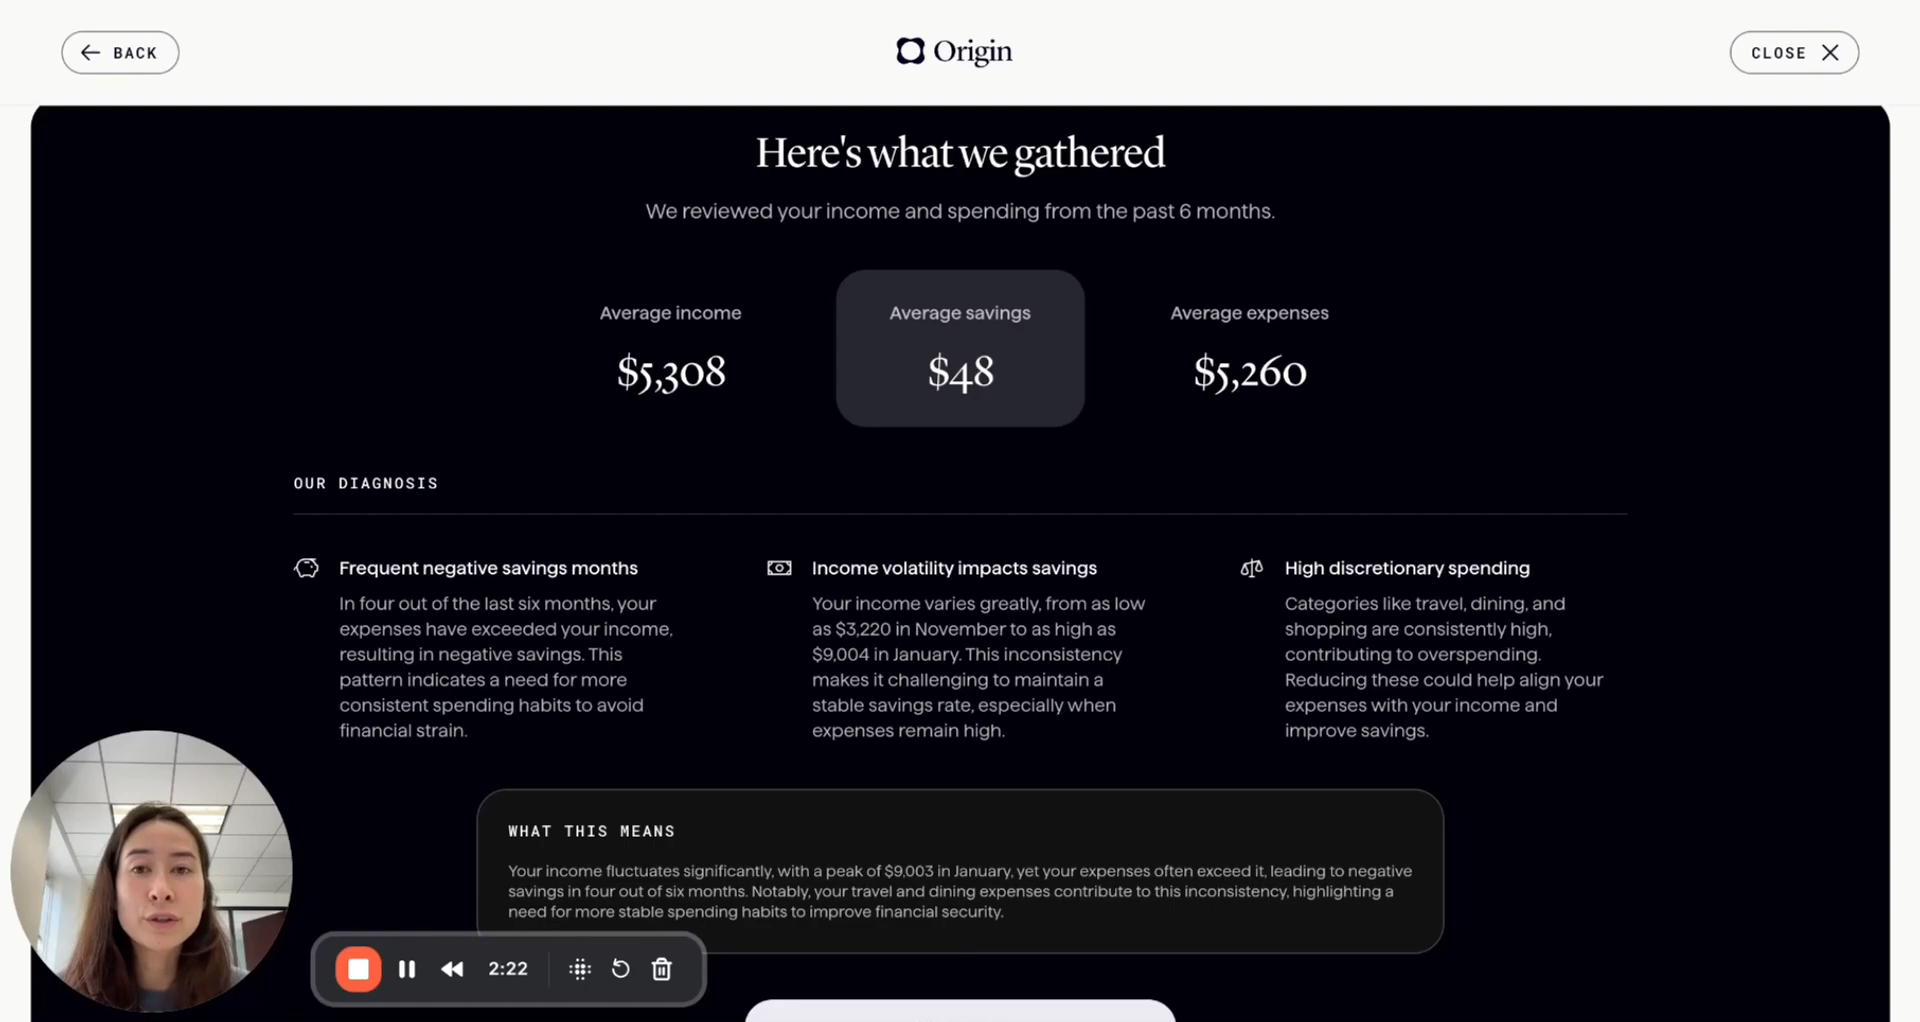 BACK
Origin
CLOSE
Here's what we gathered
We reviewed your income and spending from the past 6 months.
Average income
$5,308
Average savings
$48
Average expenses
$5,260
OUR DIAGNOSIS
Frequent negative savings months
In four out of the last six months, your
expenses have exceeded your income,
resulting in negative savings. This
pattern indicates a need for more
consistent spending habits to avoid
financial strain.
Income volatility impacts savings
Your income varies greatly, from as low
as $3,220 in November to as high as
$9,004 in January. This inconsistency
makes it challenging to maintain a
stable savings rate, especially when
expenses remain high.
High discretionary spending
Categories like travel, dining, and
shopping are consistently high,
contributing to overspending.
Reducing these could help align your
expenses with your income and
improve savings.
WHAT THIS MEANS
Your income fluctuates significantly, with a peak of $9,003 in January, yet your expenses often exceed it, leading to negative
savings in four out of six months. Notably, your travel and dining expenses contribute to this inconsistency, highlighting a
need for more stable spending habits to improve financial security.
2:22